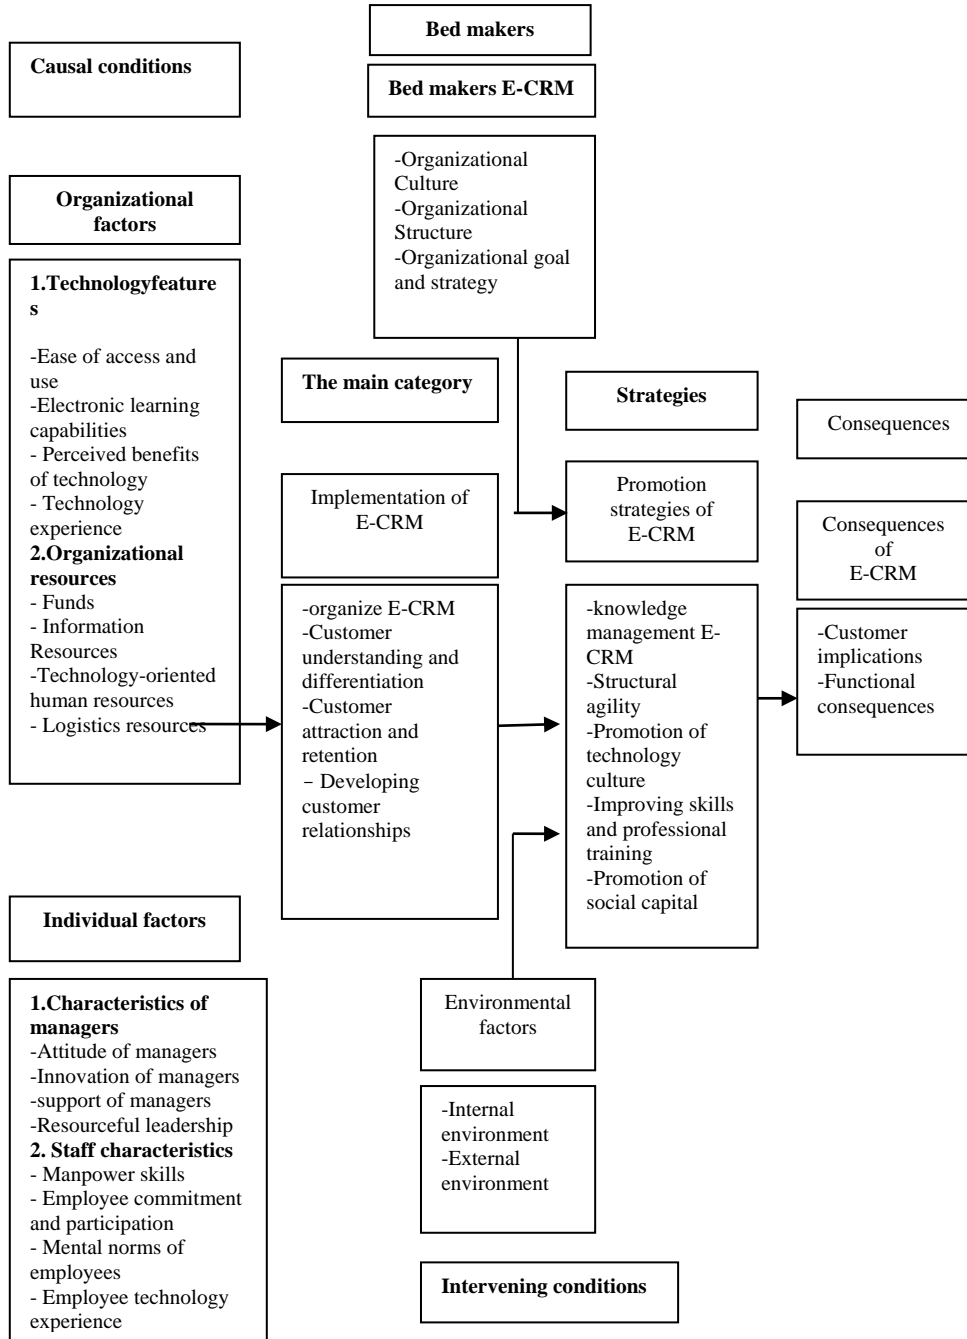 Bed makers
Causal conditions
Bed makers E-CRM
-Organizational
Culture
-Organizational
Structure
-Organizational goal
and strategy
Organizational
factors
1.Technologyfeature
s
-Ease of access and
use
-Electronic learning
capabilities
- Perceived benefits
of technology
- Technology
experience
2.Organizational
resources
- Funds
- Information
Resources
-Technology-oriented
human resources
- Logistics resources
The main category
Implementation of
E-CRM
-organize E-CRM
-Customer
understanding and
differentiation
-Customer
attraction and
retention
– Developing
customer
relationships
Strategies
Promotion
strategies of
E-CRM
-knowledge
management E-
CRM
-Structural
agility
-Promotion of
technology
culture
-Improving skills
and professional
training
-Promotion of
social capital
Consequences
Consequences
of
E-CRM
-Customer
implications
-Functional
consequences
Individual factors
1.Characteristics of
managers
-Attitude of managers
-Innovation of managers
-support of managers
-Resourceful leadership
2. Staff characteristics
- Manpower skills
- Employee commitment
and participation
- Mental norms of
employees
- Employee technology
experience
Environmental
factors
-Internal
environment
-External
environment
Intervening conditions